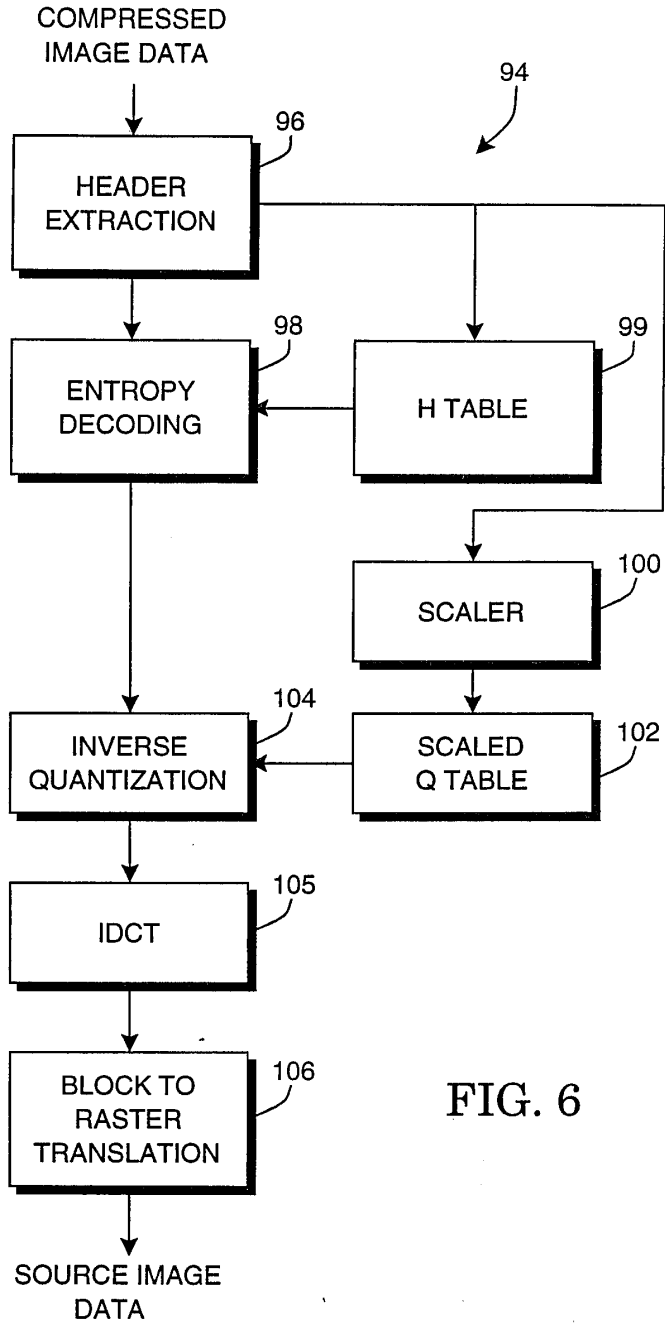 COMPRESSED
IMAGE DATA
94
96
HEADER
EXTRACTION
98
99
ENTROPY
DECODING
H TABLE
100
SCALER
104
102
INVERSE
QUANTIZATION
SCALED
Q TABLE
105
IDCT
106
BLOCK TO
RASTER
TRANSLATION
FIG. 6
SOURCE IMAGE
DATA